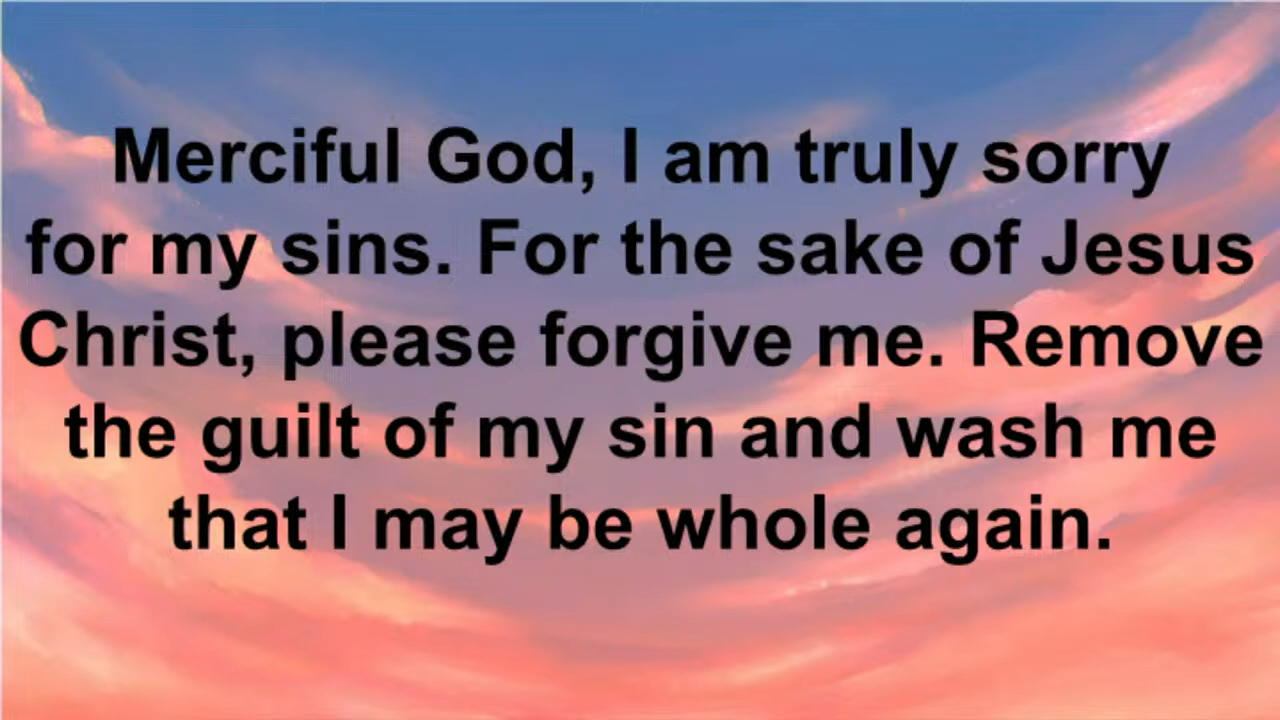 Merciful God, I am truly sorry
for my sins. For the sake of Jesus
Christ, please forgive me. Remove
the guilt of my sin and wash me
that I may be whole again.